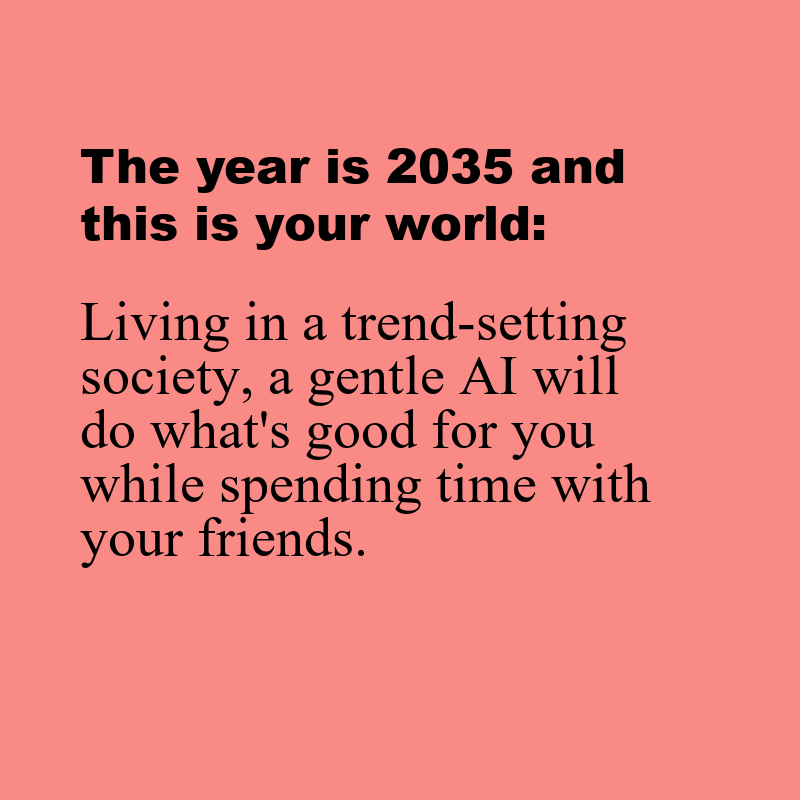 The year is 2035 and
this is your world:
Living in a trend-setting
society, a gentle AI will
do what's good for you
while spending time with
your friends.